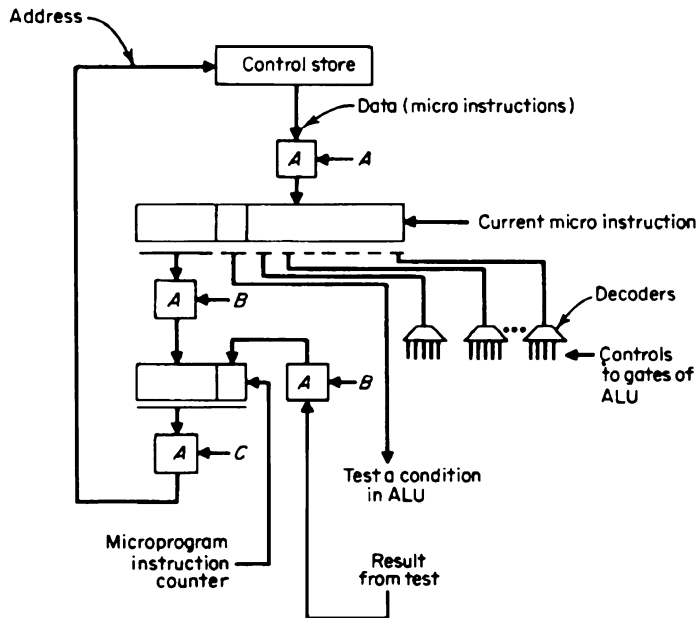 Address
Control store
Data (micro instructions)
A
A
Current micro instruction
A
B
Decoders
A
B
Controls
to gates of
ALU
A
C
Test a condition
in ALU
Microprogram
instruction
counter
Result
from test